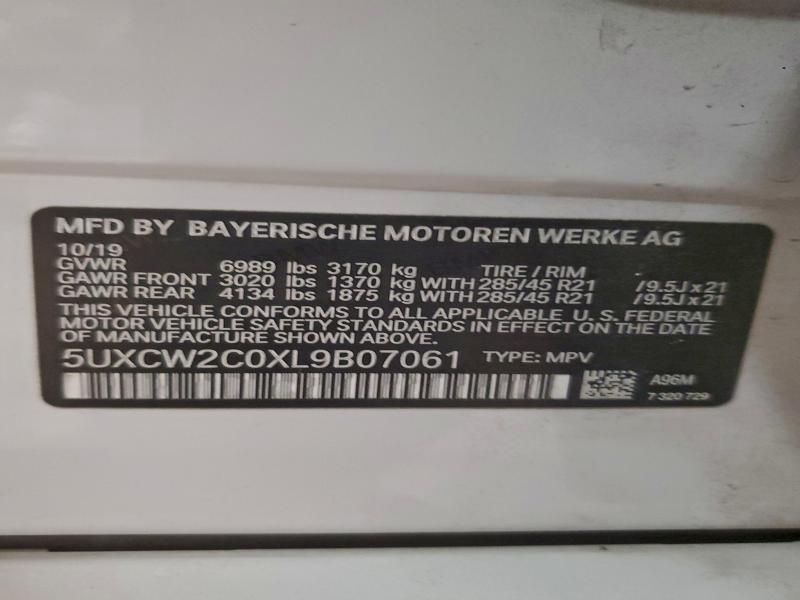 MFD BY BAYERISCHE MOTOREN WERKE AG
10/19
GVWR 6989 lbs 3170 kg TIRE / RIM
GAWR FRONT 3020 lbs 1370 kg WITH 285/45 R21 /9.5J x 21
GAWR REAR 4134 lbs 1875 kg WITH 285/45 R21 /9.5J x 21
THIS VEHICLE CONFORMS TO ALL APPLICABLE U. S. FEDERAL
MOTOR VEHICLE SAFETY STANDARDS IN EFFECT ON THE DATE
OF MANUFACTURE SHOWN ABOVE.
5UXCW2C0XL9B07061 TYPE: MPV
A96M
7 320 729